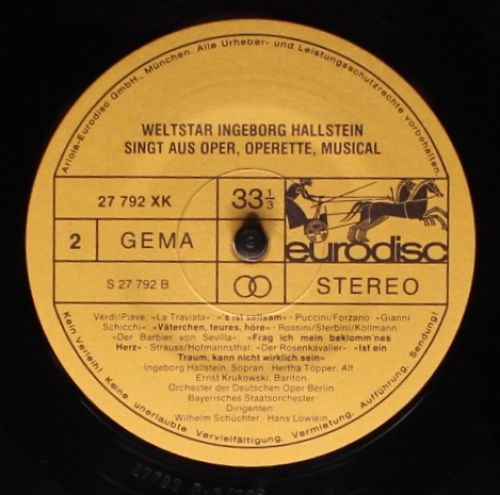 Ariola-Eurodisc GmbH., München. Alle Urheber- und Leistungsschutzrechte vorbehalten.
WELTSTAR INGEBORG HALLSTEIN
SINGT AUS OPER, OPERETTE, MUSICAL
27 792 XK
33 1/3
2
GEMA
eurodisc
S 27 792 B
STEREO
Verdi/Piave: »La Traviata«: »s'ist seltsam« · Puccini/Forzano: »Gianni
Schicchi«: »Väterchen, teures, höre« · Rossini/Sterbini/Kollmann:
»Der Barbier von Sevilla«: »Frag ich mein beklomm'nes
Herz« · Strauss/Hofmannsthal: »Der Rosenkavalier« »Ist ein
Traum, kann nicht wirklich sein«
Ingeborg Hallstein, Sopran · Hertha Töpper, Alt
Ernst Krukowski, Bariton
Orchester der Deutschen Oper Berlin
Bayerisches Staatsorchester
Dirigenten:
Wilhelm Schüchter · Hans Löwlein
Kein Verleih! Keine unerlaubte Vervielfältigung, Vermietung, Aufführung, Sendung!